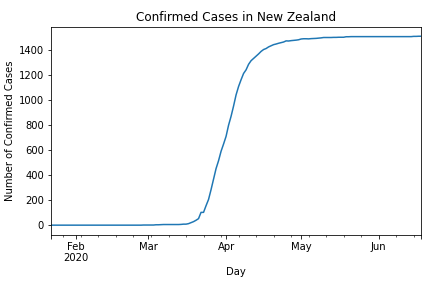 Confirmed Cases in New Zealand
Number of Confirmed Cases
1400
1200
1000
800
600
400
200
0
Feb
2020
Mar
Apr
May
Jun
Day